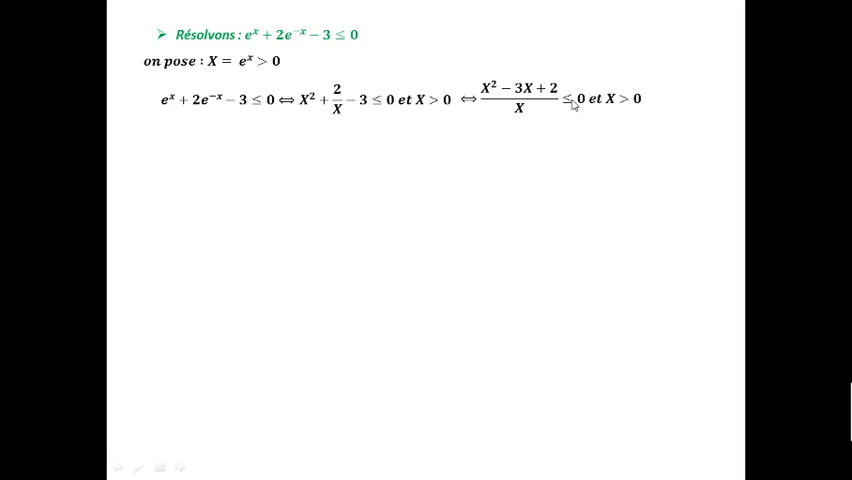 ➢ Résolvons : eˣ + 2e⁻ˣ − 3 ≤ 0
on pose : X = eˣ > 0
eˣ + 2e⁻ˣ − 3 ≤ 0 ⟺ X² + 2/X − 3 ≤ 0 et X > 0 ⟺ (X² − 3X + 2)/X ≤ 0 et X > 0